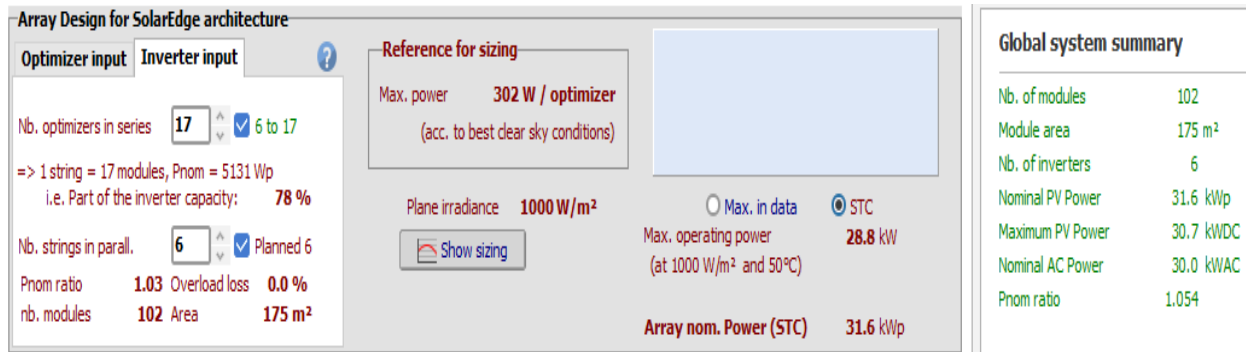 Array Design for SolarEdge architecture
Optimizer input Inverter input ?
Nb. optimizers in series 17 6 to 17
=> 1 string = 17 modules, Pnom = 5131 Wp
i.e. Part of the inverter capacity: 78 %
Nb. strings in parall. 6 Planned 6
Pnom ratio 1.03 Overload loss 0.0 %
nb. modules 102 Area 175 m²
Reference for sizing
Max. power 302 W / optimizer
(acc. to best clear sky conditions)
Plane irradiance 1000 W/m²
Show sizing
Max. in data STC
Max. operating power 28.8 kW
(at 1000 W/m² and 50°C)
Array nom. Power (STC) 31.6 kWp
Global system summary
Nb. of modules 102
Module area 175 m²
Nb. of inverters 6
Nominal PV Power 31.6 kWp
Maximum PV Power 30.7 kWDC
Nominal AC Power 30.0 kWAC
Pnom ratio 1.054